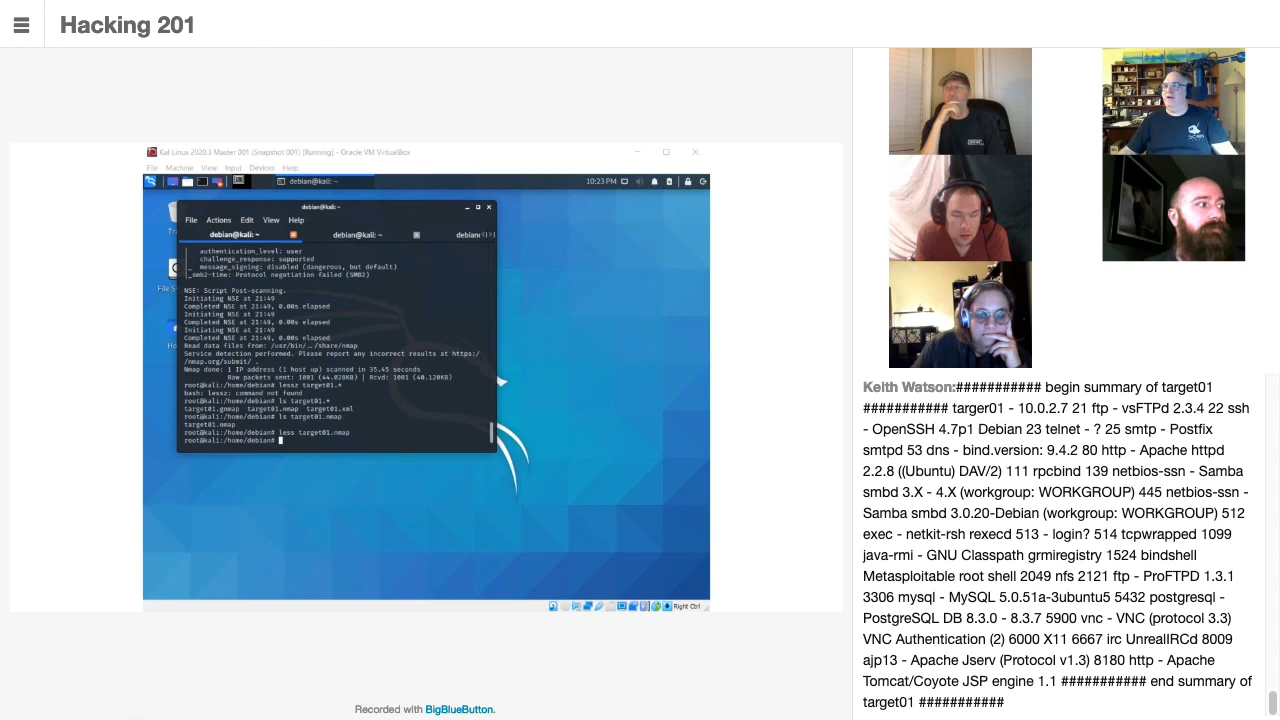 Hacking 201
Kali Linux 2020.3 Master 001 (Snapshot 001) [Running] - Oracle VM VirtualBox
File Machine View Input Devices Help
debian@kali: ~
10:23 PM
debian@kali: ~
File Actions Edit View Help
debian@kali: ~ debian@kali: ~ debian
authentication_level: user
challenge_response: supported
message_signing: disabled (dangerous, but default)
|_smb2-time: Protocol negotiation failed (SMB2)
NSE: Script Post-scanning.
Initiating NSE at 21:49
Completed NSE at 21:49, 0.00s elapsed
Initiating NSE at 21:49
Completed NSE at 21:49, 0.00s elapsed
Initiating NSE at 21:49
Completed NSE at 21:49, 0.00s elapsed
Read data files from: /usr/bin/../share/nmap
Service detection performed. Please report any incorrect results at https:/
/nmap.org/submit/ .
Nmap done: 1 IP address (1 host up) scanned in 35.45 seconds
Raw packets sent: 1001 (44.028KB) | Rcvd: 1001 (40.120KB)
root@kali:/home/debian# lessz target01.*
bash: lessz: command not found
root@kali:/home/debian# ls target01.*
target01.gnmap target01.nmap target01.xml
root@kali:/home/debian# ls target01.nmap
target01.nmap
root@kali:/home/debian# less target01.nmap
root@kali:/home/debian#
Right Ctrl
Recorded with BigBlueButton.
Keith Watson:########### begin summary of target01
########### targer01 - 10.0.2.7 21 ftp - vsFTPd 2.3.4 22 ssh
- OpenSSH 4.7p1 Debian 23 telnet - ? 25 smtp - Postfix
smtpd 53 dns - bind.version: 9.4.2 80 http - Apache httpd
2.2.8 ((Ubuntu) DAV/2) 111 rpcbind 139 netbios-ssn - Samba
smbd 3.X - 4.X (workgroup: WORKGROUP) 445 netbios-ssn -
Samba smbd 3.0.20-Debian (workgroup: WORKGROUP) 512
exec - netkit-rsh rexecd 513 - login? 514 tcpwrapped 1099
java-rmi - GNU Classpath grmiregistry 1524 bindshell
Metasploitable root shell 2049 nfs 2121 ftp - ProFTPD 1.3.1
3306 mysql - MySQL 5.0.51a-3ubuntu5 5432 postgresql -
PostgreSQL DB 8.3.0 - 8.3.7 5900 vnc - VNC (protocol 3.3)
VNC Authentication (2) 6000 X11 6667 irc UnrealIRCd 8009
ajp13 - Apache Jserv (Protocol v1.3) 8180 http - Apache
Tomcat/Coyote JSP engine 1.1 ########### end summary of
target01 ###########